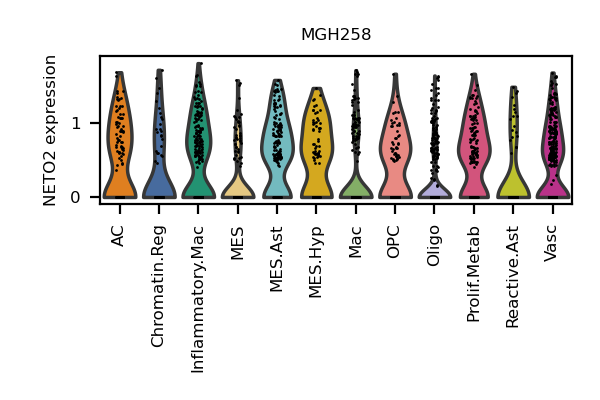 MGH258
NETO2 expression
1
0
AC
Chromatin.Reg
Inflammatory.Mac
MES
MES.Ast
MES.Hyp
Mac
OPC
Oligo
Prolif.Metab
Reactive.Ast
Vasc